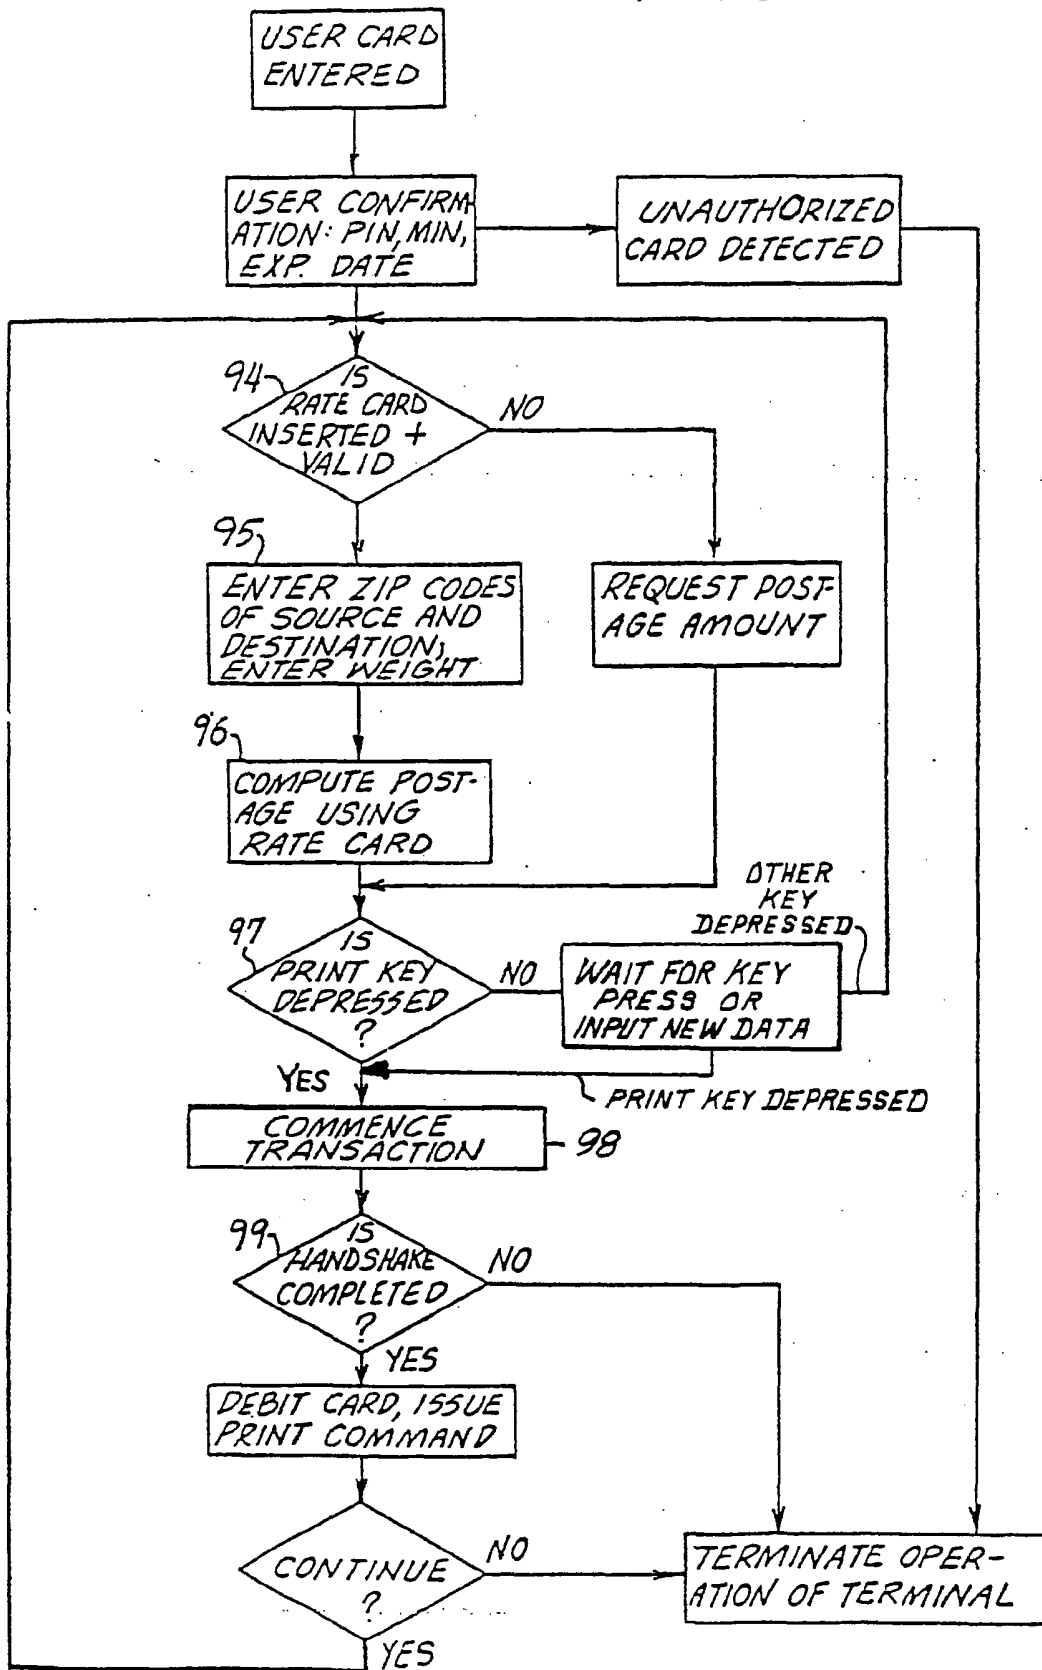 USER CARD
ENTERED
USER CONFIRM-
ATION: PIN, MIN,
EXP. DATE
UNAUTHORIZED
CARD DETECTED
94
IS
RATE CARD
INSERTED +
VALID
NO
95
ENTER ZIP CODES
OF SOURCE AND
DESTINATION;
ENTER WEIGHT
REQUEST POST-
AGE AMOUNT
96
COMPUTE POST-
AGE USING
RATE CARD
OTHER
KEY
DEPRESSED
97
IS
PRINT KEY
DEPRESSED
?
NO
WAIT FOR KEY
PRESS OR
INPUT NEW DATA
YES
PRINT KEY DEPRESSED
COMMENCE
TRANSACTION
98
99
IS
HANDSHAKE
COMPLETED
?
NO
YES
DEBIT CARD, ISSUE
PRINT COMMAND
CONTINUE
?
NO
TERMINATE OPER-
ATION OF TERMINAL
YES